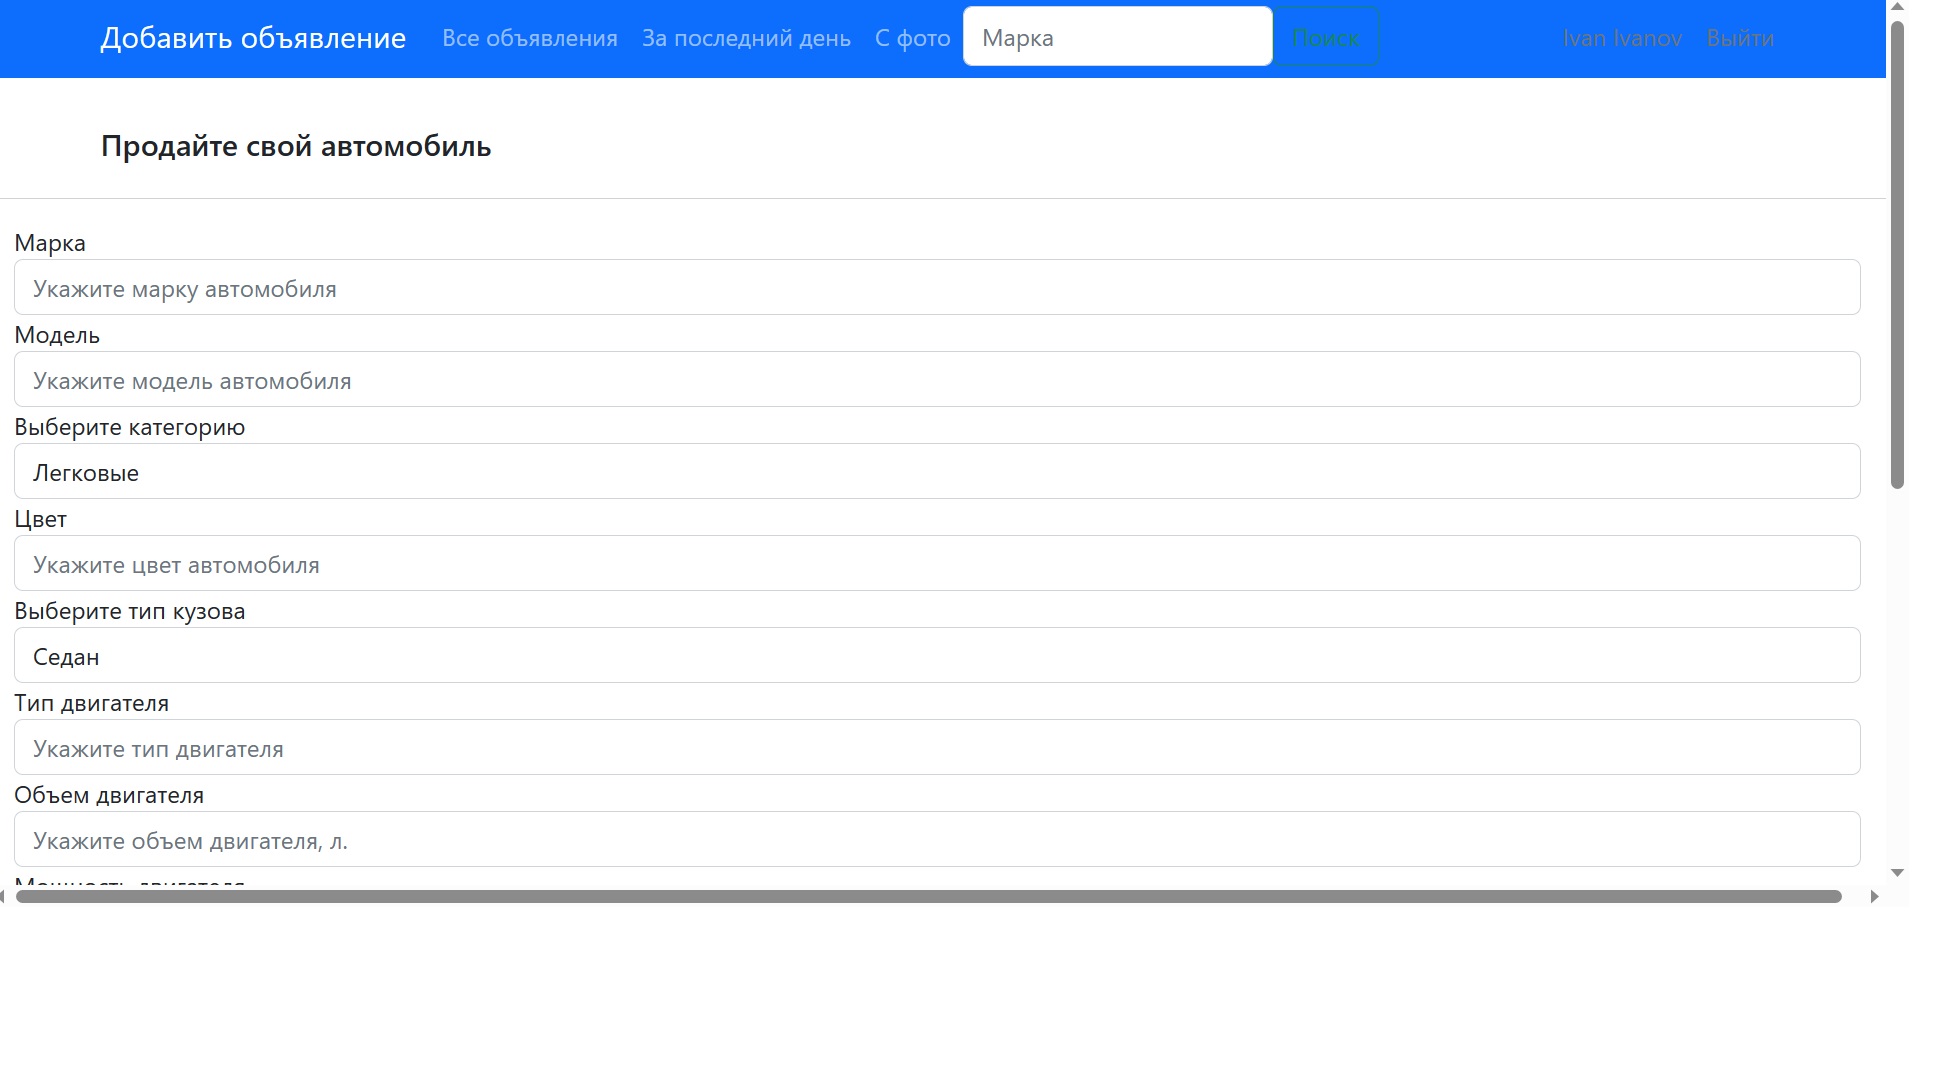 Добавить объявление Все объявления За последний день С фото Марка Поиск Ivan Ivanov Выйти
Продайте свой автомобиль
Марка
Укажите марку автомобиля
Модель
Укажите модель автомобиля
Выберите категорию
Легковые
Цвет
Укажите цвет автомобиля
Выберите тип кузова
Седан
Тип двигателя
Укажите тип двигателя
Объем двигателя
Укажите объем двигателя, л.
Мощность двигателя